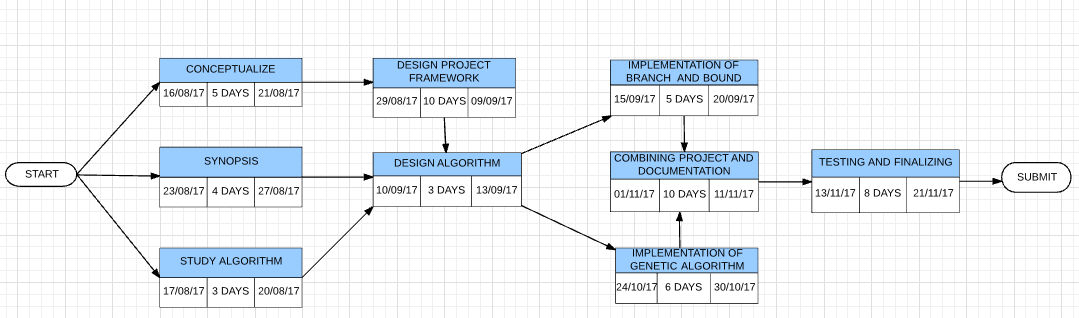 START
CONCEPTUALIZE
16/08/17 5 DAYS 21/08/17
SYNOPSIS
23/08/17 4 DAYS 27/08/17
STUDY ALGORITHM
17/08/17 3 DAYS 20/08/17
DESIGN PROJECT
FRAMEWORK
29/08/17 10 DAYS 09/09/17
DESIGN ALGORITHM
10/09/17 3 DAYS 13/09/17
IMPLEMENTATION OF
BRANCH AND BOUND
15/09/17 5 DAYS 20/09/17
COMBINING PROJECT AND
DOCUMENTATION
01/11/17 10 DAYS 11/11/17
IMPLEMENTATION OF
GENETIC ALGORITHM
24/10/17 6 DAYS 30/10/17
TESTING AND FINALIZING
13/11/17 8 DAYS 21/11/17
SUBMIT